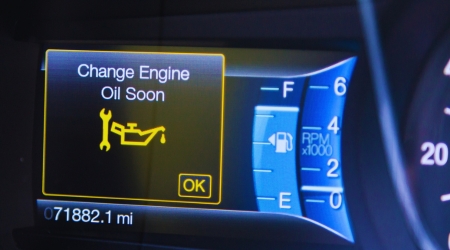 Change Engine
Oil Soon
OK
071882.1 mi
F
E
6
4
RPM
x1000
2
0
20